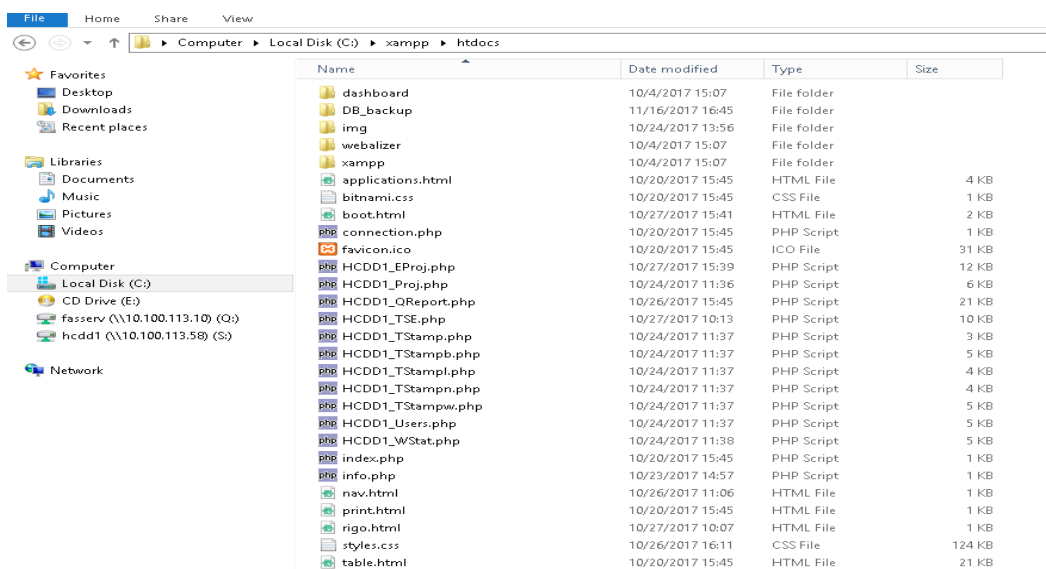 File Home Share View
Computer Local Disk (C:) xampp htdocs
Favorites
Desktop
Downloads
Recent places
Libraries
Documents
Music
Pictures
Videos
Computer
Local Disk (C:)
CD Drive (E:)
fasserv (\\10.100.113.10) (Q:)
hcdd1 (\\10.100.113.58) (S:)
Network
Name Date modified Type Size
dashboard 10/4/2017 15:07 File folder
DB_backup 11/16/2017 16:45 File folder
img 10/24/2017 13:56 File folder
webalizer 10/4/2017 15:07 File folder
xampp 10/4/2017 15:07 File folder
applications.html 10/20/2017 15:45 HTML File 4 KB
bitnami.css 10/20/2017 15:45 CSS File 1 KB
boot.html 10/27/2017 15:41 HTML File 2 KB
php connection.php 10/20/2017 15:45 PHP Script 1 KB
favicon.ico 10/20/2017 15:45 ICO File 31 KB
php HCDD1_EProj.php 10/27/2017 15:39 PHP Script 12 KB
php HCDD1_Proj.php 10/24/2017 11:36 PHP Script 6 KB
php HCDD1_QReport.php 10/26/2017 15:45 PHP Script 21 KB
php HCDD1_TSE.php 10/27/2017 10:13 PHP Script 10 KB
php HCDD1_TStamp.php 10/24/2017 11:37 PHP Script 3 KB
php HCDD1_TStampb.php 10/24/2017 11:37 PHP Script 5 KB
php HCDD1_TStampl.php 10/24/2017 11:37 PHP Script 4 KB
php HCDD1_TStampn.php 10/24/2017 11:37 PHP Script 4 KB
php HCDD1_TStampw.php 10/24/2017 11:37 PHP Script 5 KB
php HCDD1_Users.php 10/24/2017 11:37 PHP Script 5 KB
php HCDD1_WStat.php 10/24/2017 11:38 PHP Script 5 KB
php index.php 10/20/2017 15:45 PHP Script 1 KB
php info.php 10/23/2017 14:57 PHP Script 1 KB
nav.html 10/26/2017 11:06 HTML File 1 KB
print.html 10/20/2017 15:45 HTML File 1 KB
rigo.html 10/27/2017 10:07 HTML File 1 KB
styles.css 10/26/2017 16:11 CSS File 124 KB
table.html 10/20/2017 15:45 HTML File 21 KB